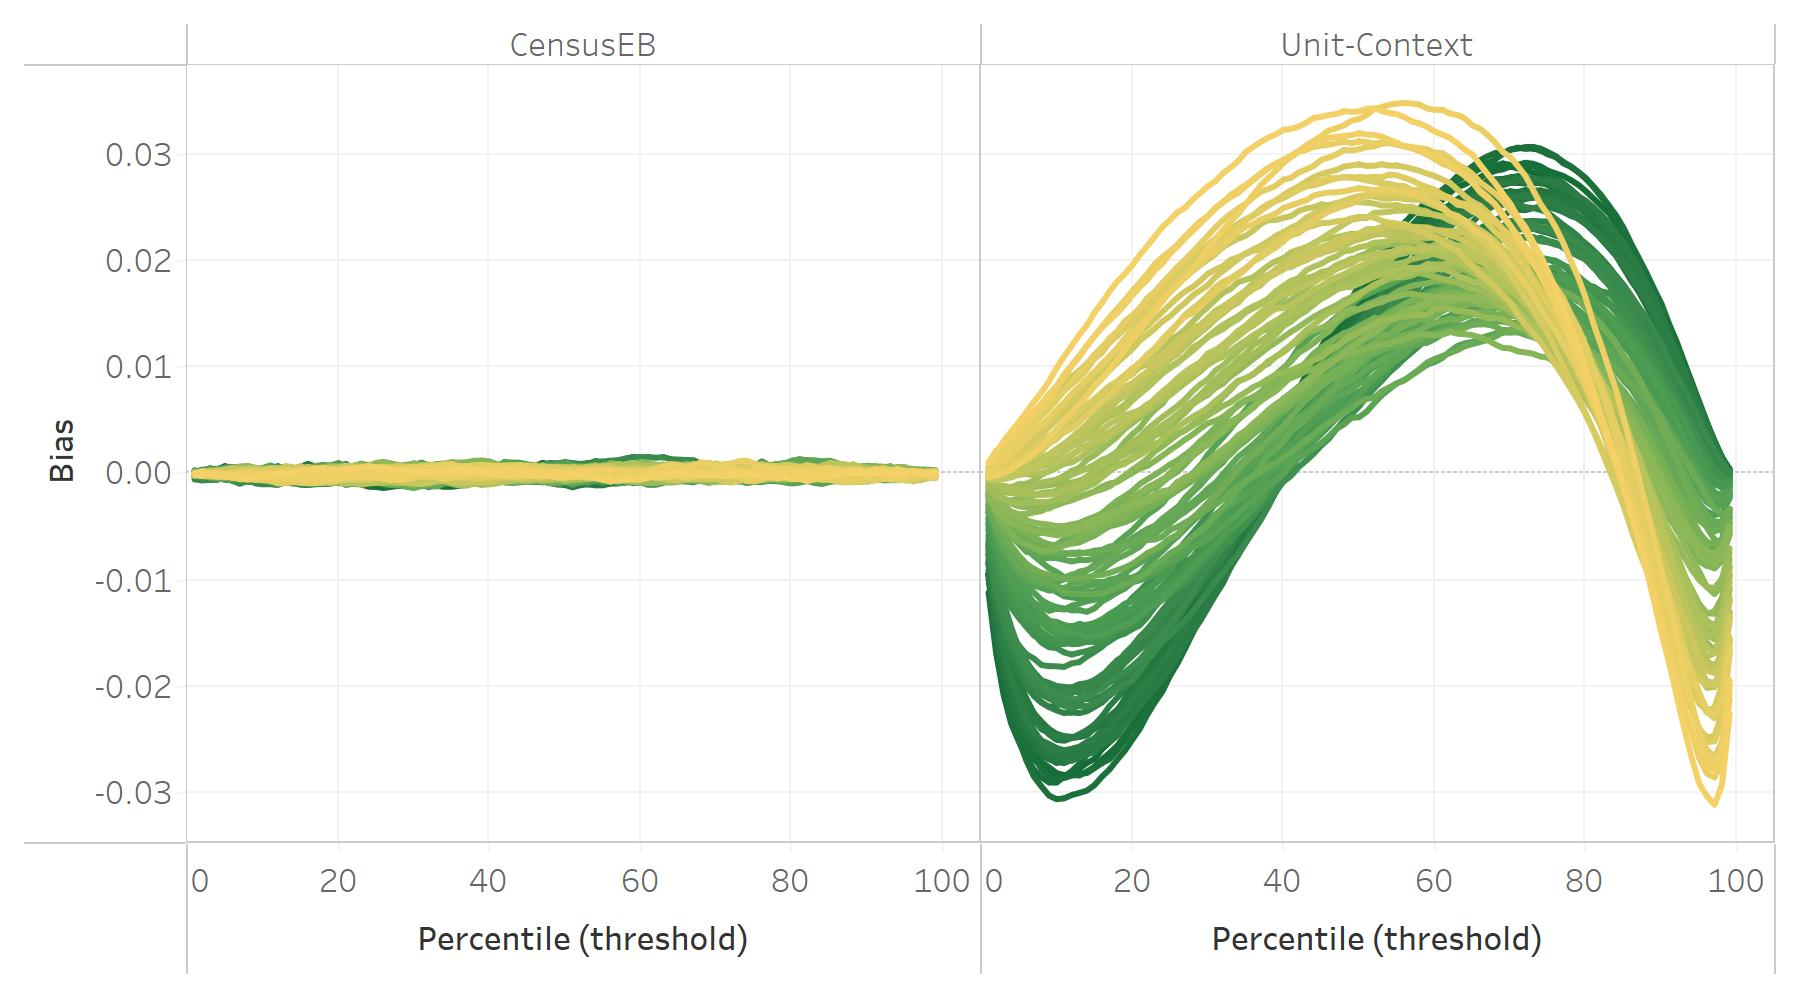 CensusEB Unit-Context
0.03
0.02
0.01
0.00
-0.01
-0.02
-0.03
Bias
0 20 40 60 80 100 0 20 40 60 80 100
Percentile (threshold) Percentile (threshold)